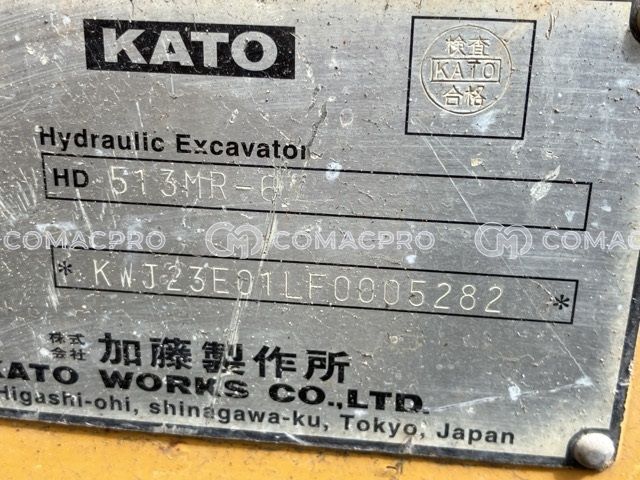 KATO
検査
KATO
合格
Hydraulic Excavator
HD 513MR-6
COMACPRO COMACPRO COMACPRO
* KWJ23E01LF0005282 *
株式会社 加藤製作所
KATO WORKS CO.,LTD.
Higashi-ohi, shinagawa-ku, Tokyo, Japan